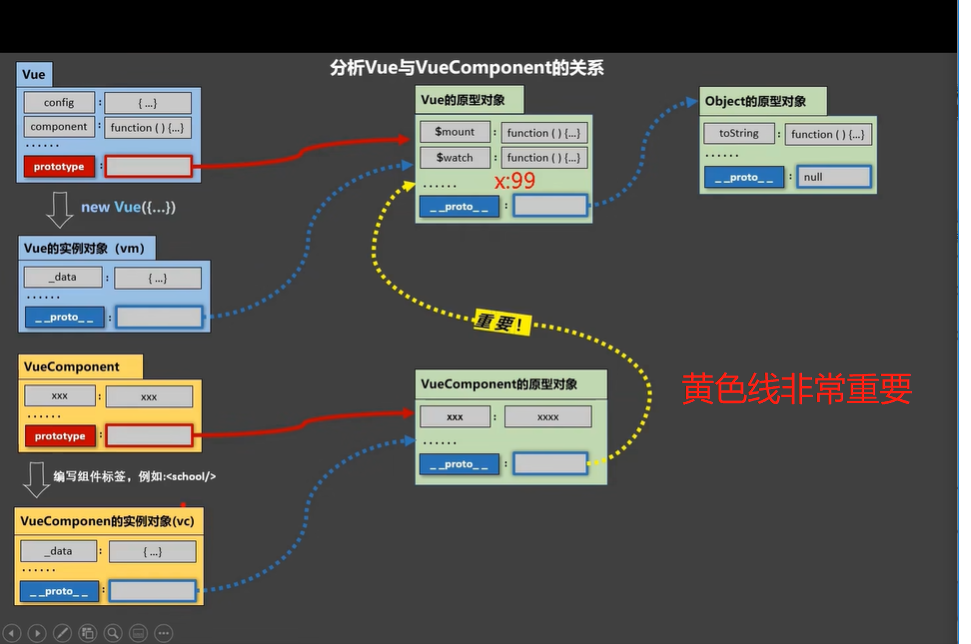 分析Vue与VueComponent的关系
Vue
config : { ...}
component : function ( ) {...}
......
prototype :
new Vue({...})
Vue的实例对象（vm）
_data : { ...}
......
_ _proto_ _ :
VueComponent
xxx : xxx
......
prototype :
编写组件标签，例如:<school/>
VueComponen的实例对象(vc)
_data : { ...}
......
_ _proto_ _ :
Vue的原型对象
$mount : function ( ) {...}
$watch : function ( ) {...}
......
x:99
_ _proto_ _ :
重要！
VueComponent的原型对象
xxx : xxxx
......
_ _proto_ _ :
Object的原型对象
toString : function ( ) {...}
......
_ _proto_ _ : null
黄色线非常重要